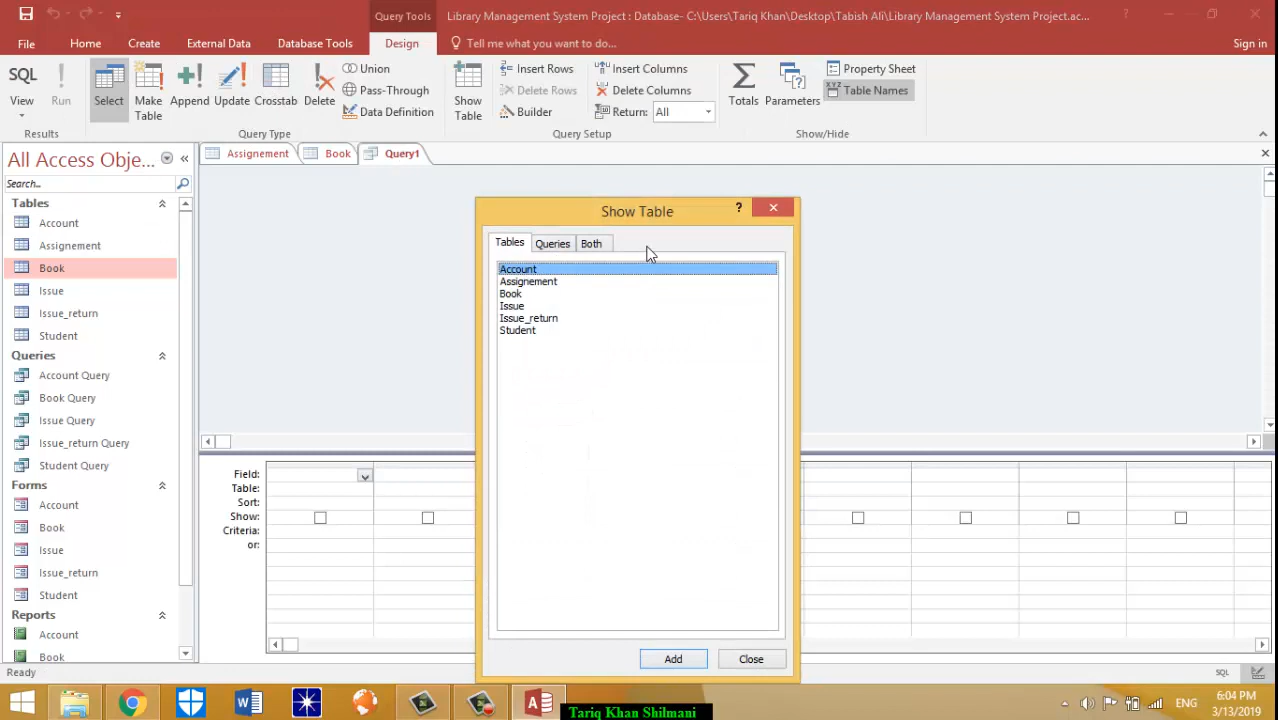 Query Tools
Library Management System Project : Database- C:\Users\Tariq Khan\Desktop\Tabish Ali\Library Management System Project.ac...
?
File
Home
Create
External Data
Database Tools
Design
Tell me what you want to do...
Sign in
SQL
View
Run
Select
Make
Table
Append
Update
Crosstab
Delete
Union
Pass-Through
Data Definition
Show
Table
Insert Rows
Delete Rows
Builder
Insert Columns
Delete Columns
Return: All
Totals
Parameters
Property Sheet
XYZ Table Names
Results
Query Type
Query Setup
Show/Hide
All Access Obje...
Search...
Tables
Account
Assignement
Book
Issue
Issue_return
Student
Queries
Account Query
Book Query
Issue Query
Issue_return Query
Student Query
Forms
Account
Book
Issue
Issue_return
Student
Reports
Account
Book
Assignement
Book
Query1
Show Table
?
Tables
Queries
Both
Account
Assignement
Book
Issue
Issue_return
Student
Add
Close
Field:
Table:
Sort:
Show:
Criteria:
or:
Ready
SQL
ENG
6:04 PM
3/13/2019
Tariq Khan Shilmani